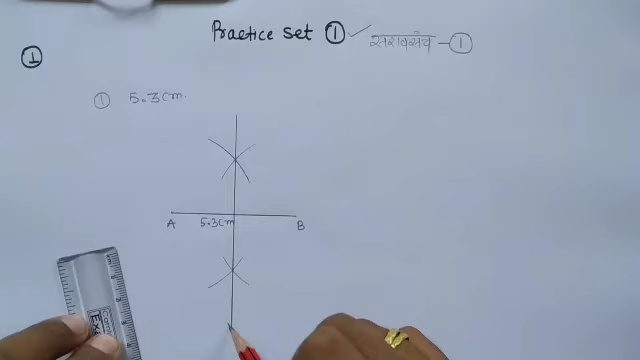 Practice Set ①
सरावसंच - ①
①
① 5.3cm.
A 5.3cm B